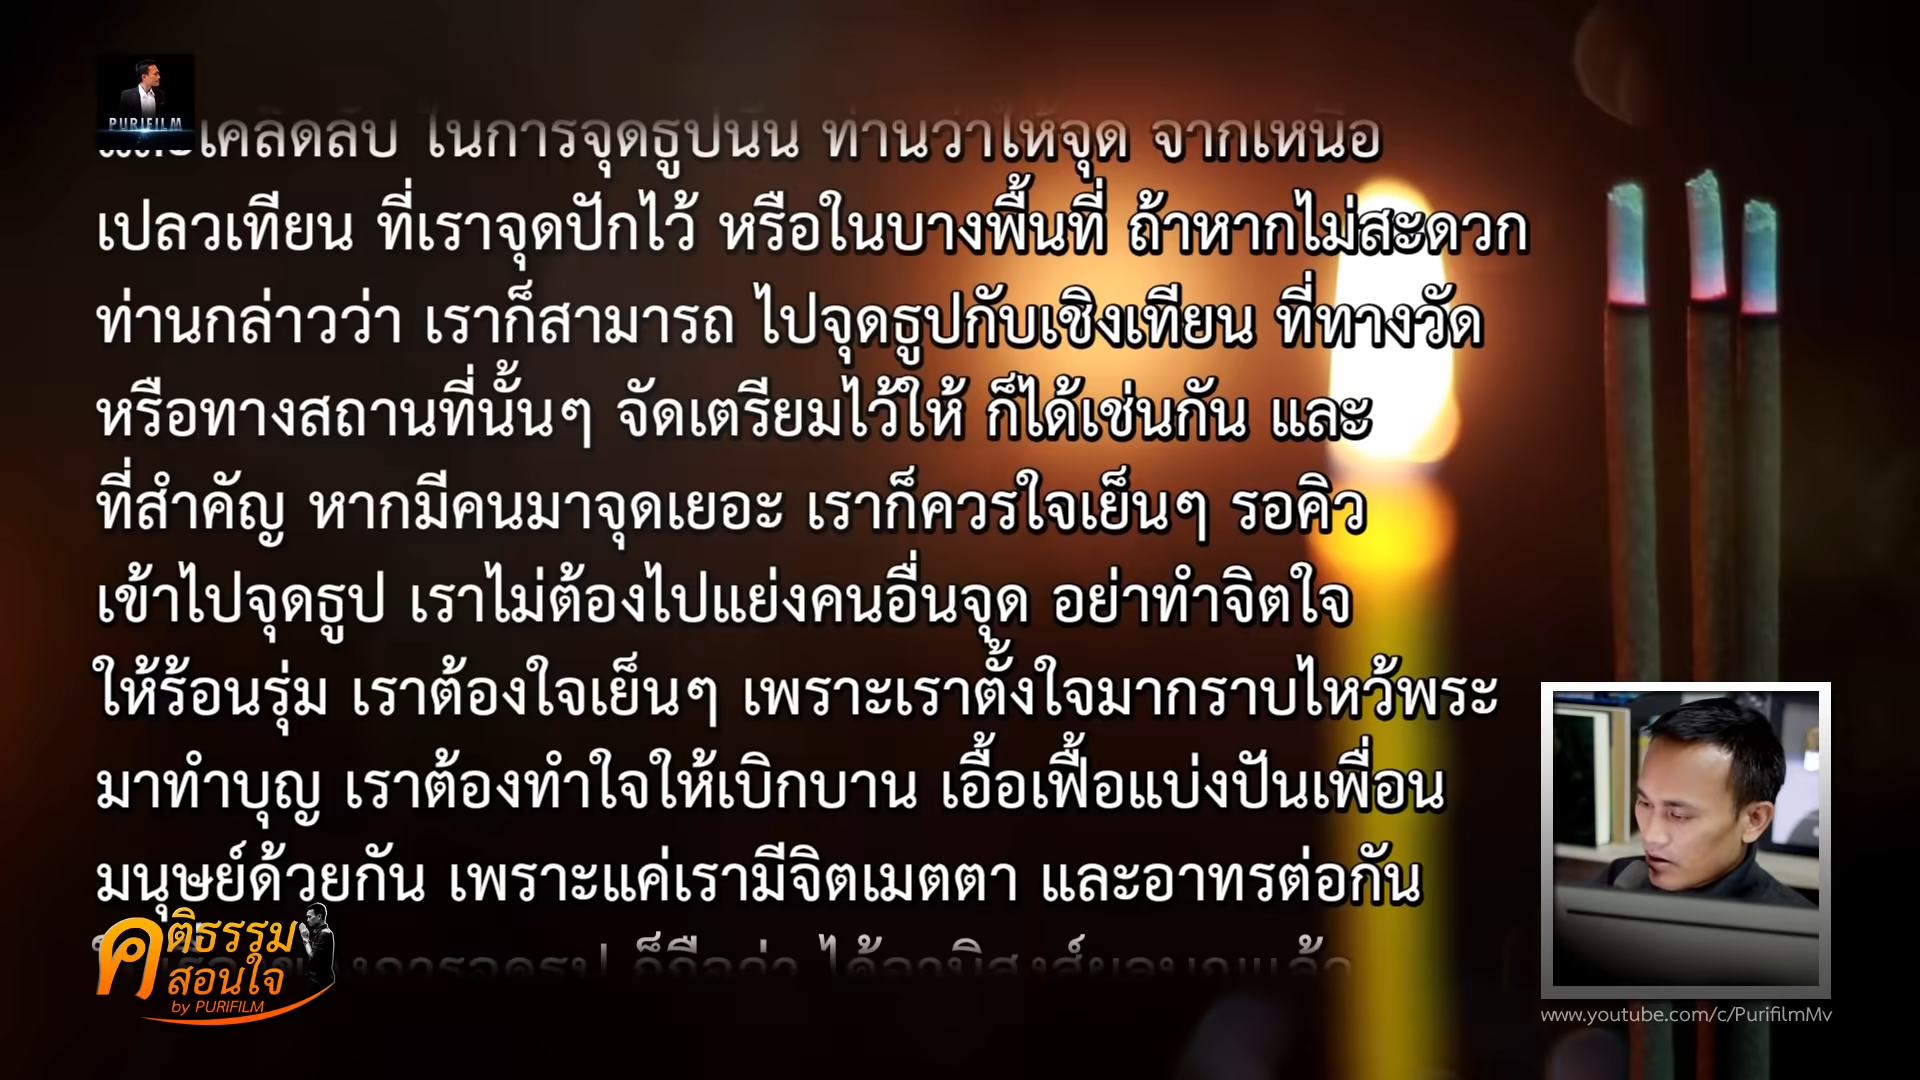 PURIFILM
เคล็ดลับ ในการจุดธูปนั้น ท่านว่าให้จุด จากเหนือ
เปลวเทียน ที่เราจุดปักไว้ หรือในบางพื้นที่ ถ้าหากไม่สะดวก
ท่านกล่าวว่า เราก็สามารถ ไปจุดธูปกับเชิงเทียน ที่ทางวัด
หรือทางสถานที่นั้นๆ จัดเตรียมไว้ให้ ก็ได้เช่นกัน และ
ที่สำคัญ หากมีคนมาจุดเยอะ เราก็ควรใจเย็นๆ รอคิว
เข้าไปจุดธูป เราไม่ต้องไปแย่งคนอื่นจุด อย่าทำจิตใจ
ให้ร้อนรุ่ม เราต้องใจเย็นๆ เพราะเราตั้งใจมากราบไหว้พระ
มาทำบุญ เราต้องทำใจให้เบิกบาน เอื้อเฟื้อแบ่งปันเพื่อน
มนุษย์ด้วยกัน เพราะแค่เรามีจิตเมตตา และอาทรต่อกัน
คติธรรม
สอนใจ
by PURIFILM
www.youtube.com/c/PurifilmMv